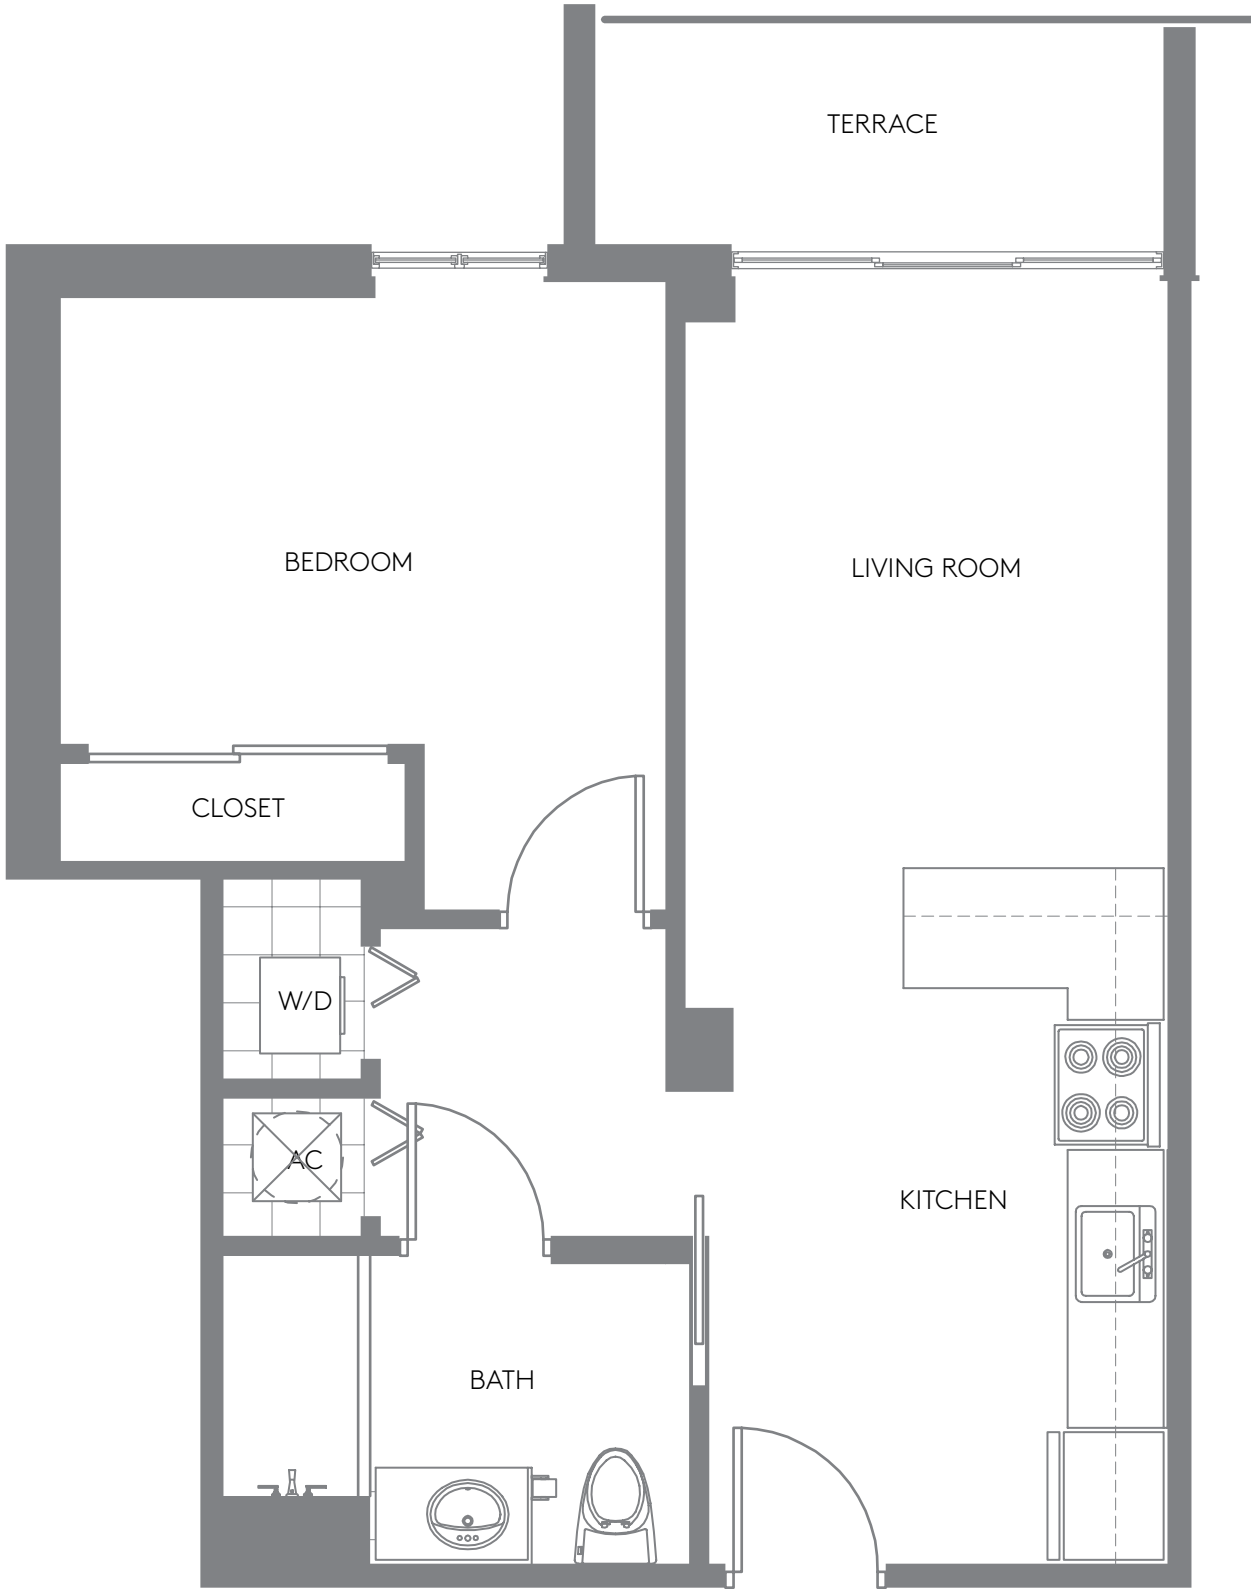 TERRACE
BEDROOM
LIVING ROOM
CLOSET
W/D
AC
KITCHEN
BATH